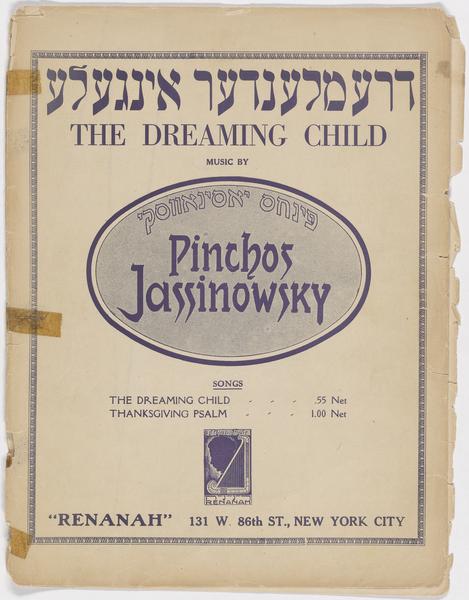 דרעמלענדער אינגעלע
THE DREAMING CHILD
MUSIC BY
פינחס יאסינאווסקי
Pinchos
Jassinowsky
SONGS
THE DREAMING CHILD - - - .55 Net
THANKSGIVING PSALM - - - 1.00 Net
RENANAH
"RENANAH" 131 W. 86th ST., NEW YORK CITY